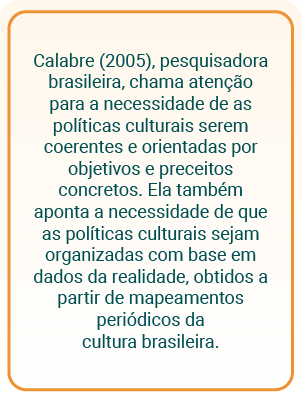 Calabre (2005), pesquisadora
brasileira, chama atenção
para a necessidade de as
políticas culturais serem
coerentes e orientadas por
objetivos e preceitos
concretos. Ela também
aponta a necessidade de que
as políticas culturais sejam
organizadas com base em
dados da realidade, obtidos a
partir de mapeamentos
periódicos da
cultura brasileira.